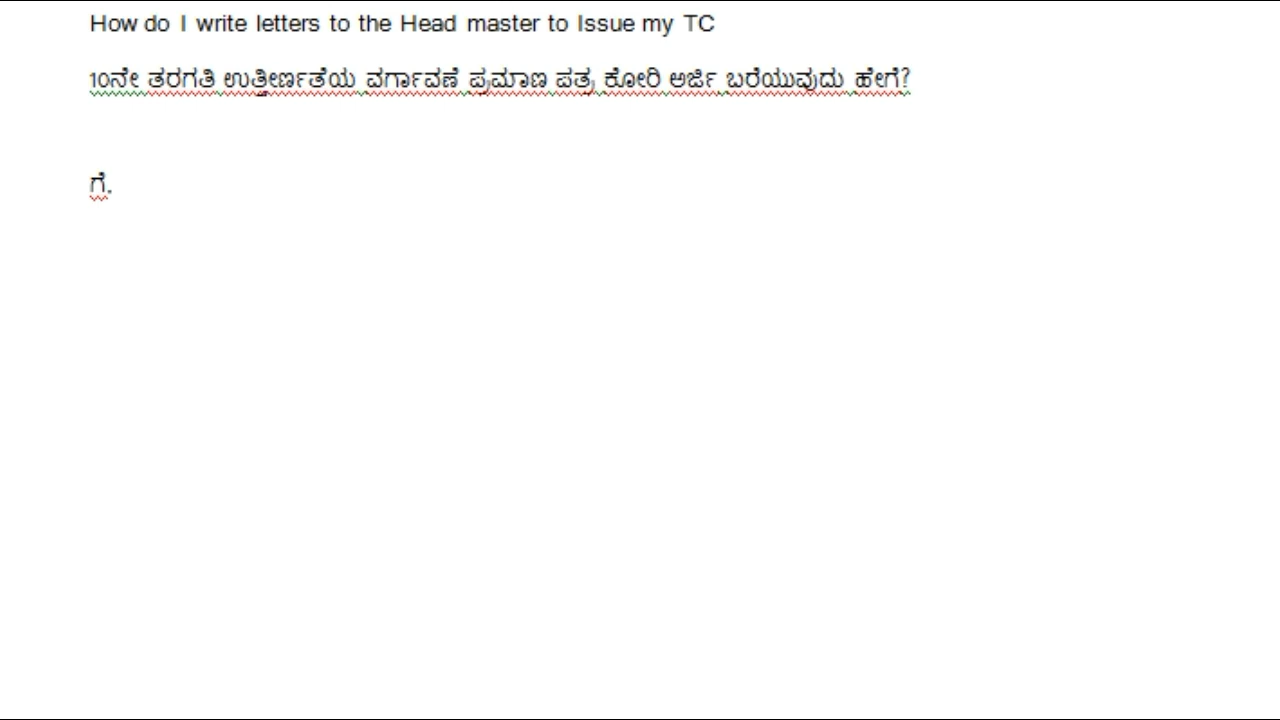 How do I write letters to the Head master to Issue my TC
10ನೇ ತರಗತಿ ಉತ್ತೀರ್ಣತೆಯ ವರ್ಗಾವಣೆ ಪ್ರಮಾಣ ಪತ್ರ ಕೋರಿ ಅರ್ಜಿ ಬರೆಯುವುದು ಹೇಗೆ?
ಗೆ.